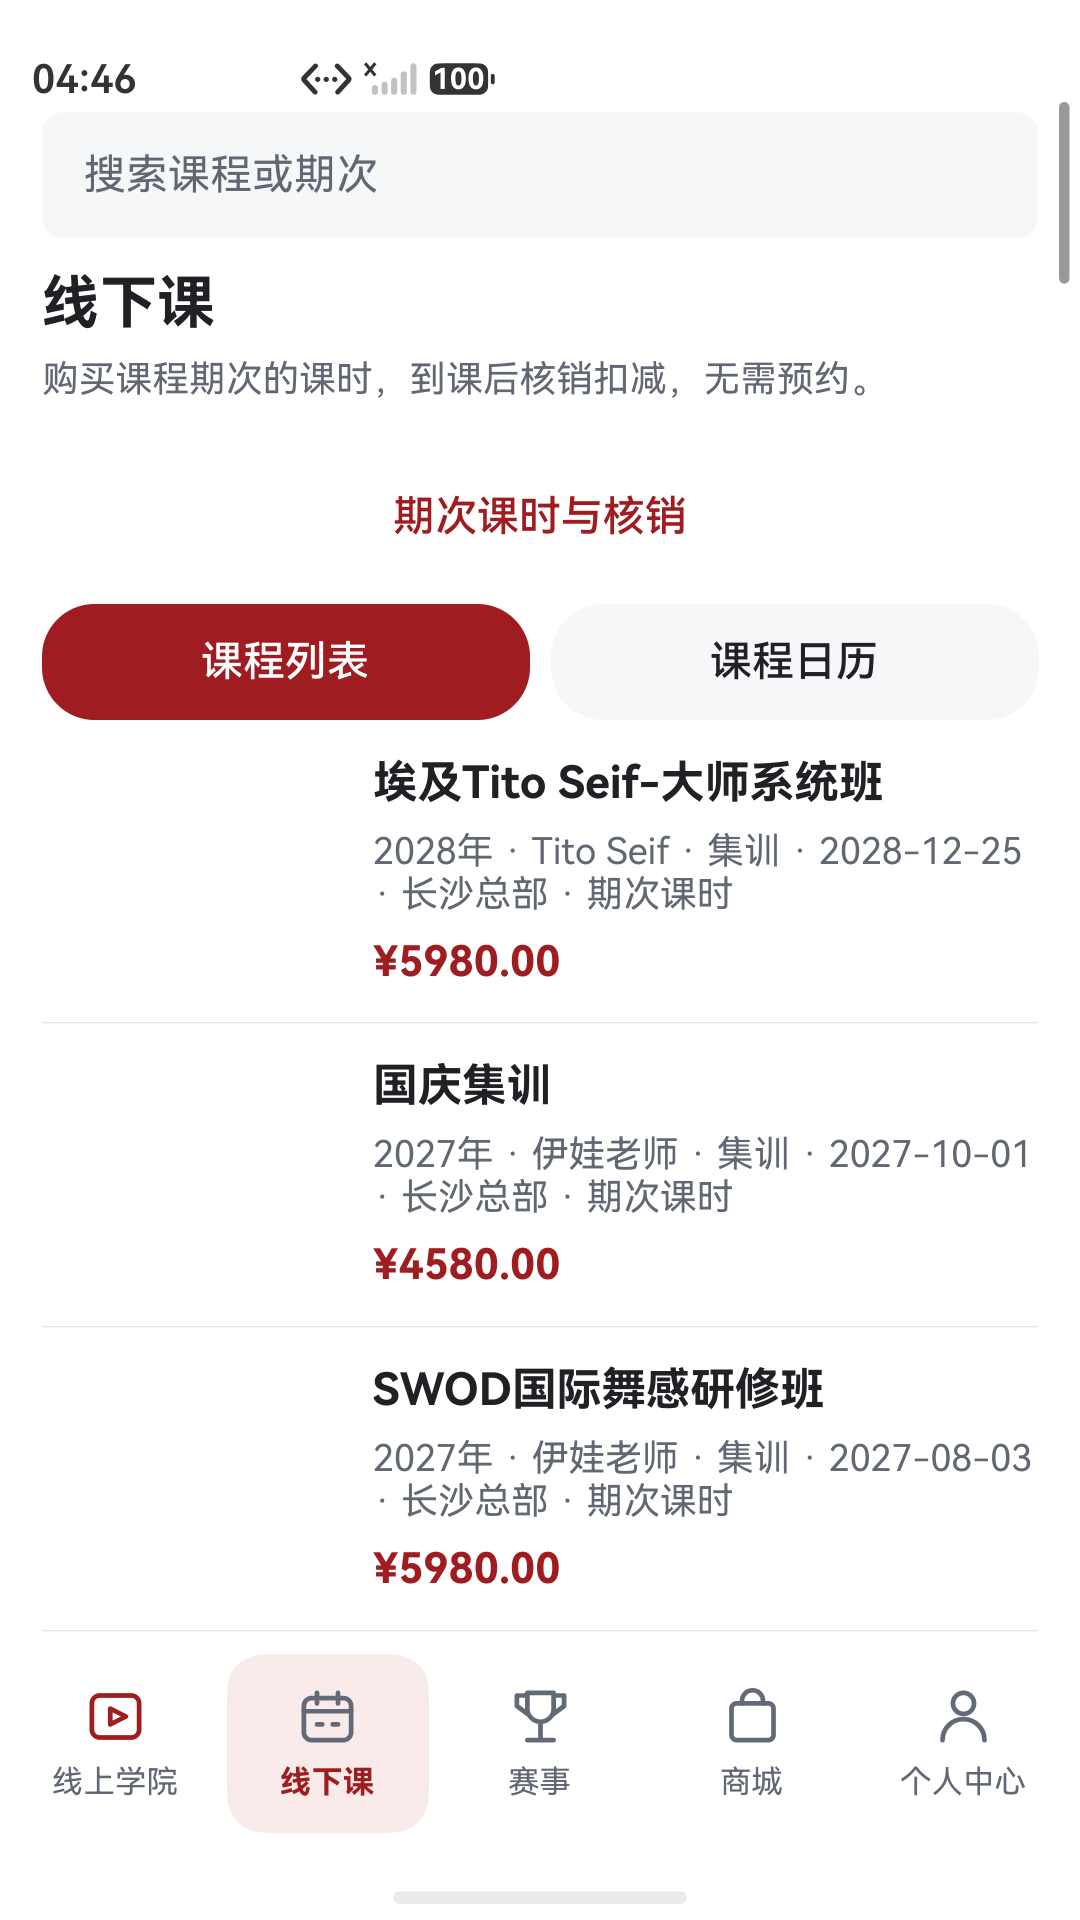 04:46
100
搜索课程或期次
线下课
购买课程期次的课时，到课后核销扣减，无需预约。
期次课时与核销
课程列表
课程日历
埃及Tito Seif-大师系统班
2028年 · Tito Seif · 集训 · 2028-12-25
· 长沙总部 · 期次课时
¥5980.00
国庆集训
2027年 · 伊娃老师 · 集训 · 2027-10-01
· 长沙总部 · 期次课时
¥4580.00
SWOD国际舞感研修班
2027年 · 伊娃老师 · 集训 · 2027-08-03
· 长沙总部 · 期次课时
¥5980.00
线上学院
线下课
赛事
商城
个人中心